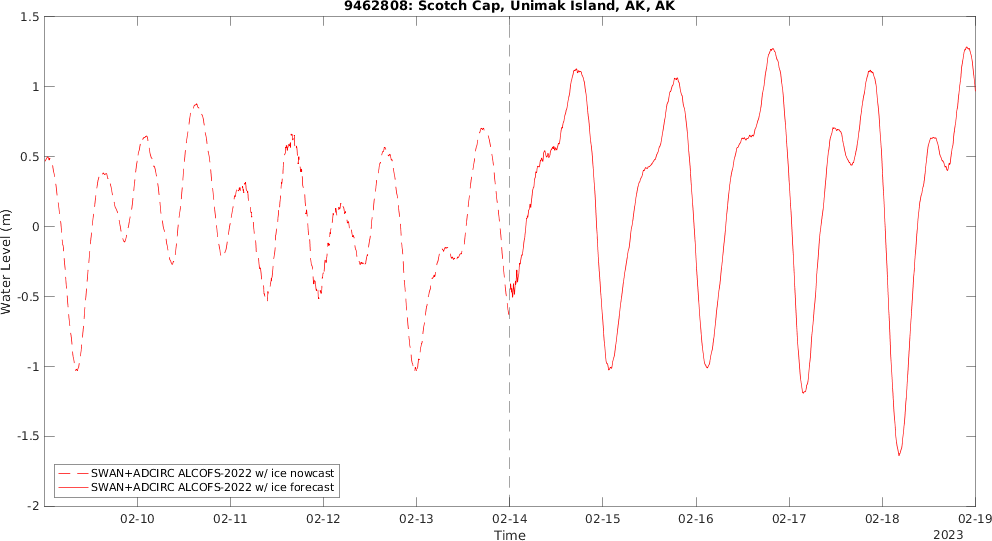 9462808: Scotch Cap, Unimak Island, AK, AK
1.5
1
0.5
0
-0.5
-1
-1.5
-2
Water Level (m)
SWAN+ADCIRC ALCOFS-2022 w/ ice nowcast
SWAN+ADCIRC ALCOFS-2022 w/ ice forecast
02-10 02-11 02-12 02-13 02-14 02-15 02-16 02-17 02-18 02-19
Time
2023